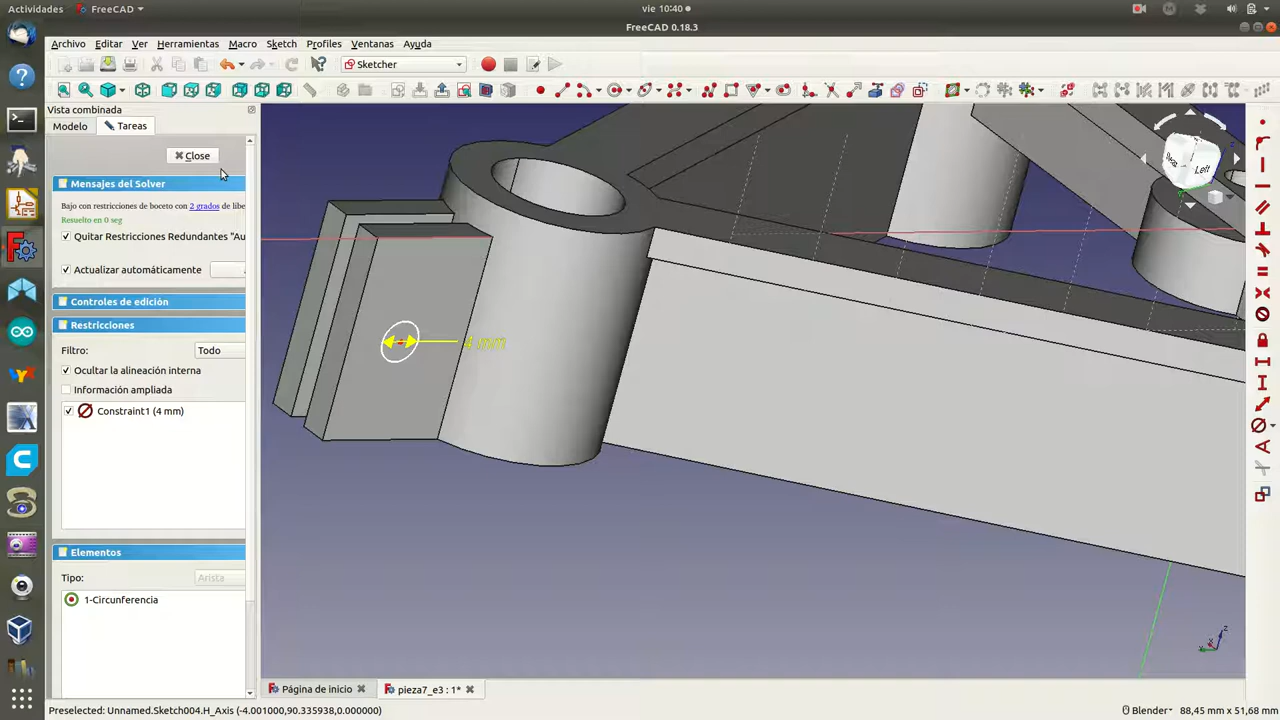 Actividades FreeCAD vie 10:40
FreeCAD 0.18.3
Archivo Editar Ver Herramientas Macro Sketch Profiles Ventanas Ayuda
Sketcher
Vista combinada
Modelo Tareas
Close
Mensajes del Solver
Bajo con restricciones de boceto con 2 grados de libe
Resuelto en 0 seg
Quitar Restricciones Redundantes "Au
Actualizar automáticamente
Controles de edición
Restricciones
Filtro: Todo
Ocultar la alineación interna
Información ampliada
Constraint1 (4 mm)
Elementos
Tipo: Arista
1-Circunferencia
4 mm
Left
Página de inicio pieza7_e3 : 1*
Preselected: Unnamed.Sketch004.H_Axis (-4.001000,90.335938,0.000000) Blender 88,45 mm x 51,68 mm